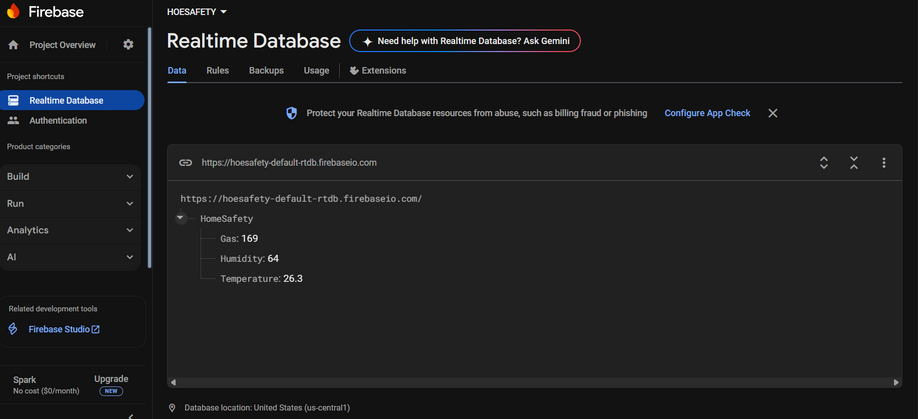 Firebase
HOESAFETY
Project Overview
Realtime Database
Need help with Realtime Database? Ask Gemini
Project shortcuts
Realtime Database
Authentication
Product categories
Build
Run
Analytics
AI
Related development tools
Firebase Studio
Spark
No cost ($0/month)
Upgrade
NEW
Data Rules Backups Usage Extensions
Protect your Realtime Database resources from abuse, such as billing fraud or phishing Configure App Check
https://hoesafety-default-rtdb.firebaseio.com
https://hoesafety-default-rtdb.firebaseio.com/
HomeSafety
Gas: 169
Humidity: 64
Temperature: 26.3
Database location: United States (us-central1)